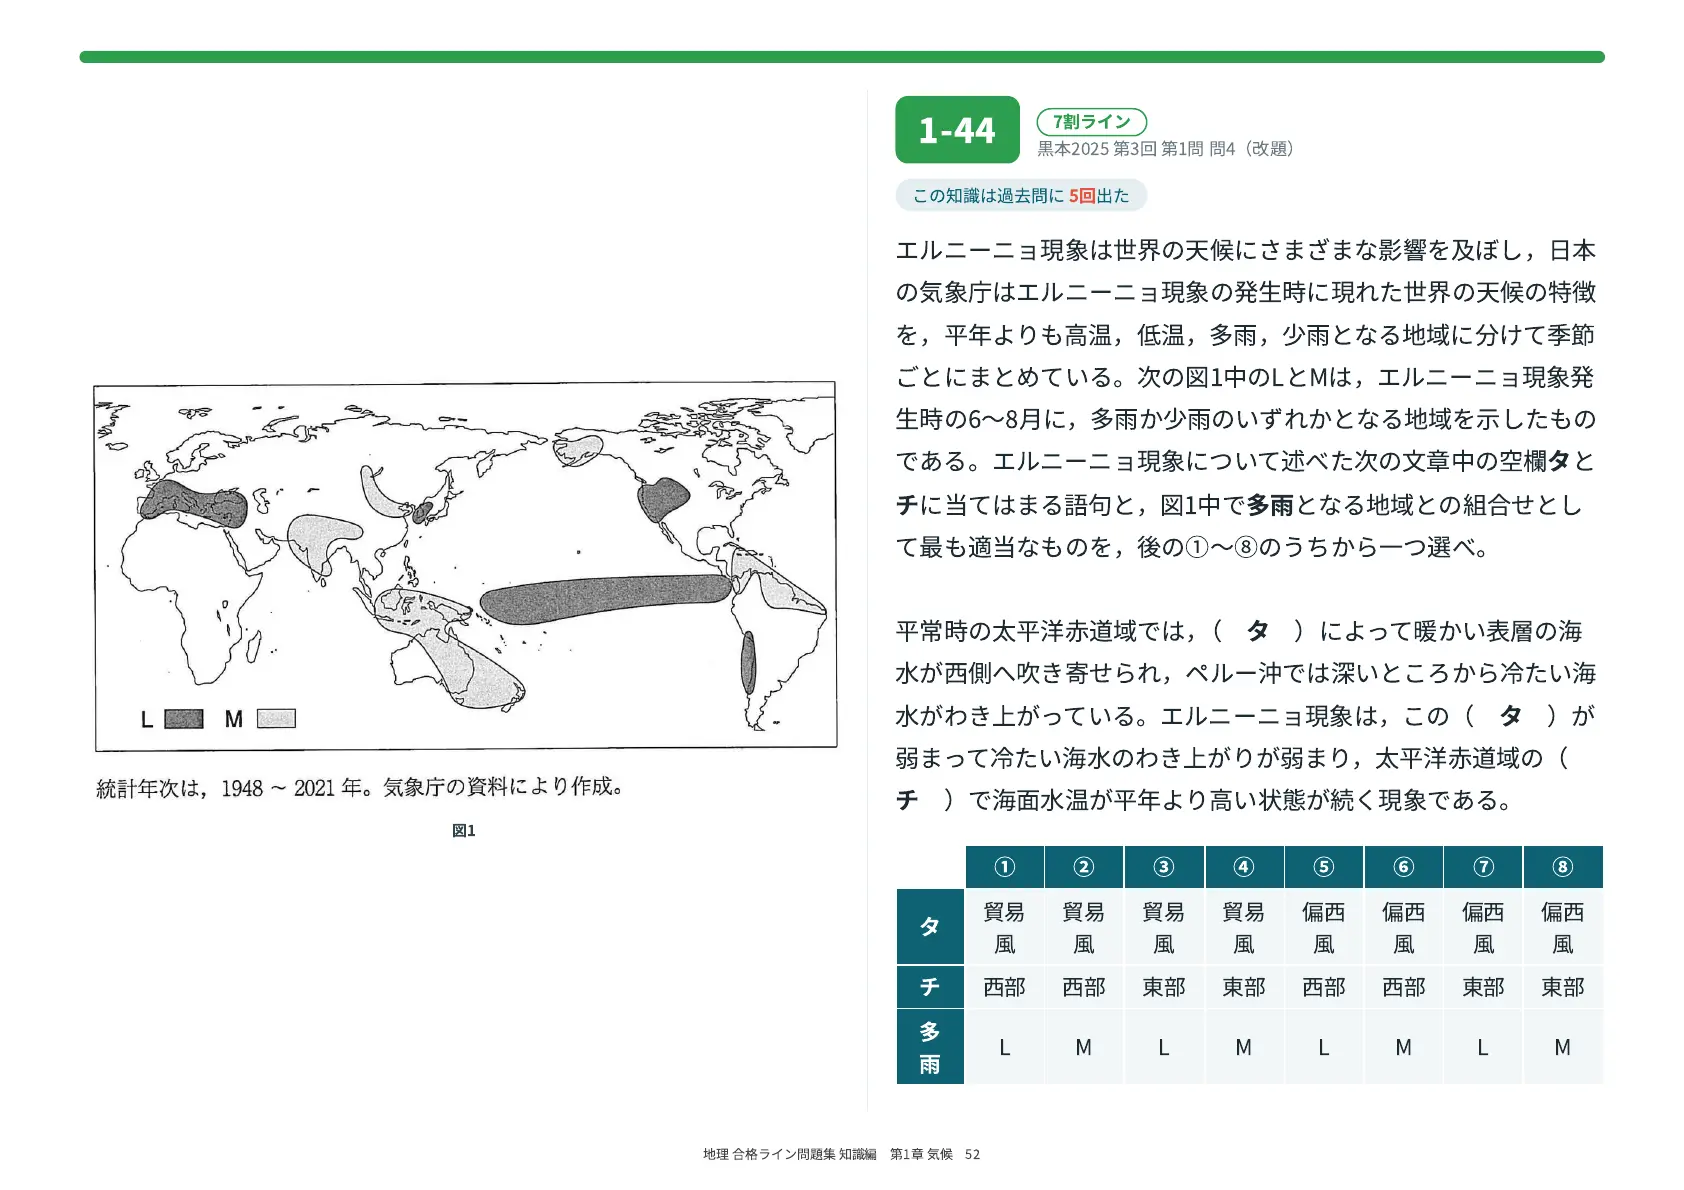 1-44
7割ライン
黒本2025 第3回 第1問 問4（改題）
この知識は過去問に 5回出た
エルニーニョ現象は世界の天候にさまざまな影響を及ぼし，日本
の気象庁はエルニーニョ現象の発生時に現れた世界の天候の特徴
を，平年よりも高温，低温，多雨，少雨となる地域に分けて季節
ごとにまとめている。次の図1中のLとMは，エルニーニョ現象発
生時の6～8月に，多雨か少雨のいずれかとなる地域を示したもの
である。エルニーニョ現象について述べた次の文章中の空欄タと
チに当てはまる語句と，図1中で多雨となる地域との組合せとし
て最も適当なものを，後の①～⑧のうちから一つ選べ。
平常時の太平洋赤道域では，（　タ　）によって暖かい表層の海
水が西側へ吹き寄せられ，ペルー沖では深いところから冷たい海
水がわき上がっている。エルニーニョ現象は，この（　タ　）が
弱まって冷たい海水のわき上がりが弱まり，太平洋赤道域の（
チ　）で海面水温が平年より高い状態が続く現象である。
① ② ③ ④ ⑤ ⑥ ⑦ ⑧
タ 貿易風 貿易風 貿易風 貿易風 偏西風 偏西風 偏西風 偏西風
チ 西部 西部 東部 東部 西部 西部 東部 東部
多雨 L M L M L M L M
L M
統計年次は，1948 ～ 2021 年。気象庁の資料により作成。
図1
地理 合格ライン問題集 知識編　第1章 気候　52